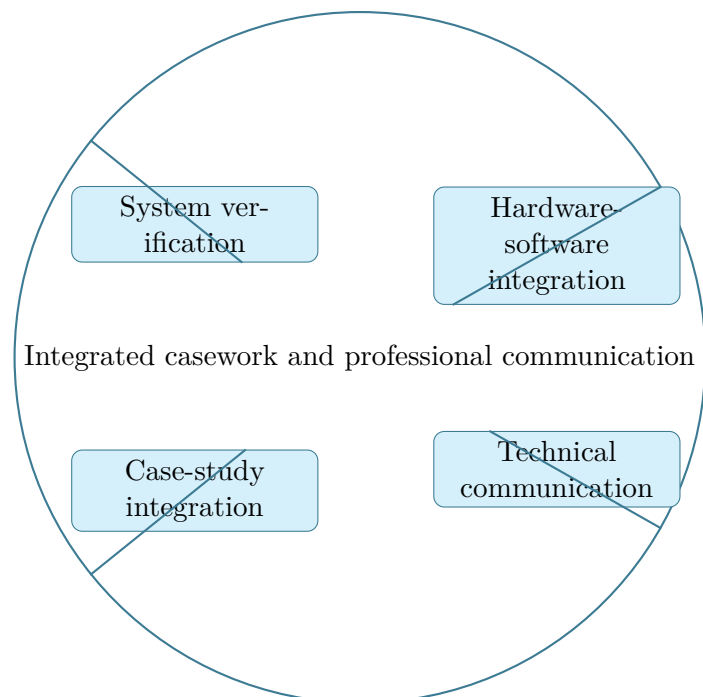 System ver-
ification
Hardware-
software
integration
Integrated casework and professional communication
Case-study
integration
Technical
communication